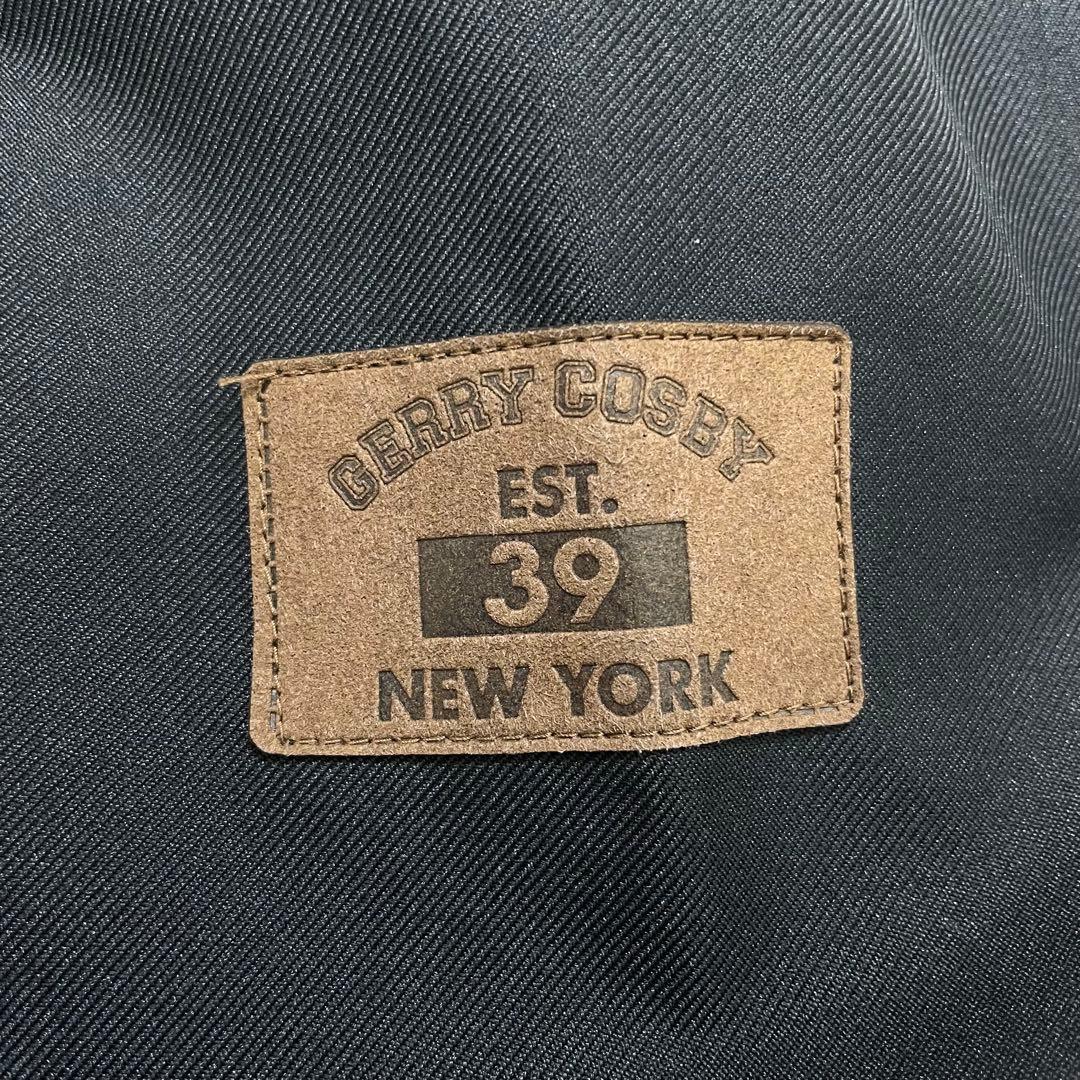 GERRY COSBY
EST.
39
NEW YORK